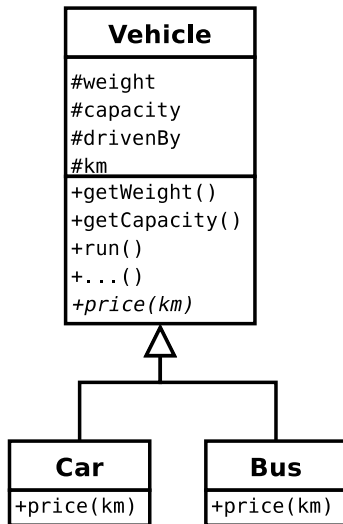 Vehicle
#weight
#capacity
#drivenBy
#km
+getWeight()
+getCapacity()
+run()
+...()
+price(km)
Car
+price(km)
Bus
+price(km)